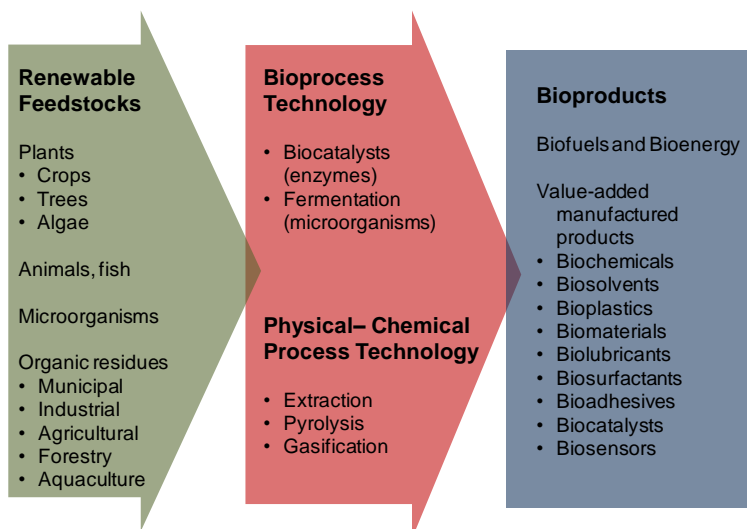 Renewable
Feedstocks
Plants
• Crops
• Trees
• Algae
Animals, fish
Microorganisms
Organic residues
• Municipal
• Industrial
• Agricultural
• Forestry
• Aquaculture
Bioprocess
Technology
• Biocatalysts
(enzymes)
• Fermentation
(microorganisms)
Physical– Chemical
Process Technology
• Extraction
• Pyrolysis
• Gasification
Bioproducts
Biofuels and Bioenergy
Value-added
manufactured
products
• Biochemicals
• Biosolvents
• Bioplastics
• Biomaterials
• Biolubricants
• Biosurfactants
• Bioadhesives
• Biocatalysts
• Biosensors